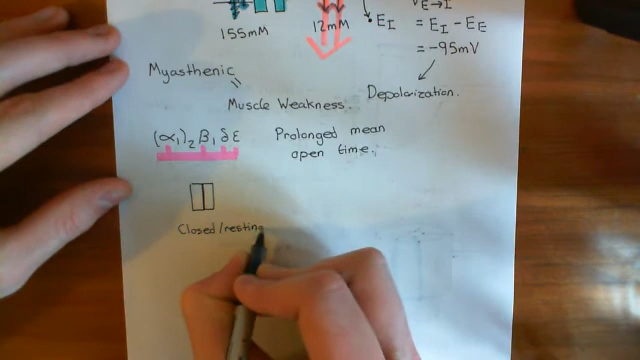 155mM
12mM
• E_I
V_E→I
= E_I - E_E
= -95mV
Myasthenic
Muscle Weakness.
Depolarization.
(α₁)₂ β₁ δ ε
Prolonged mean
open time.
Closed/resting